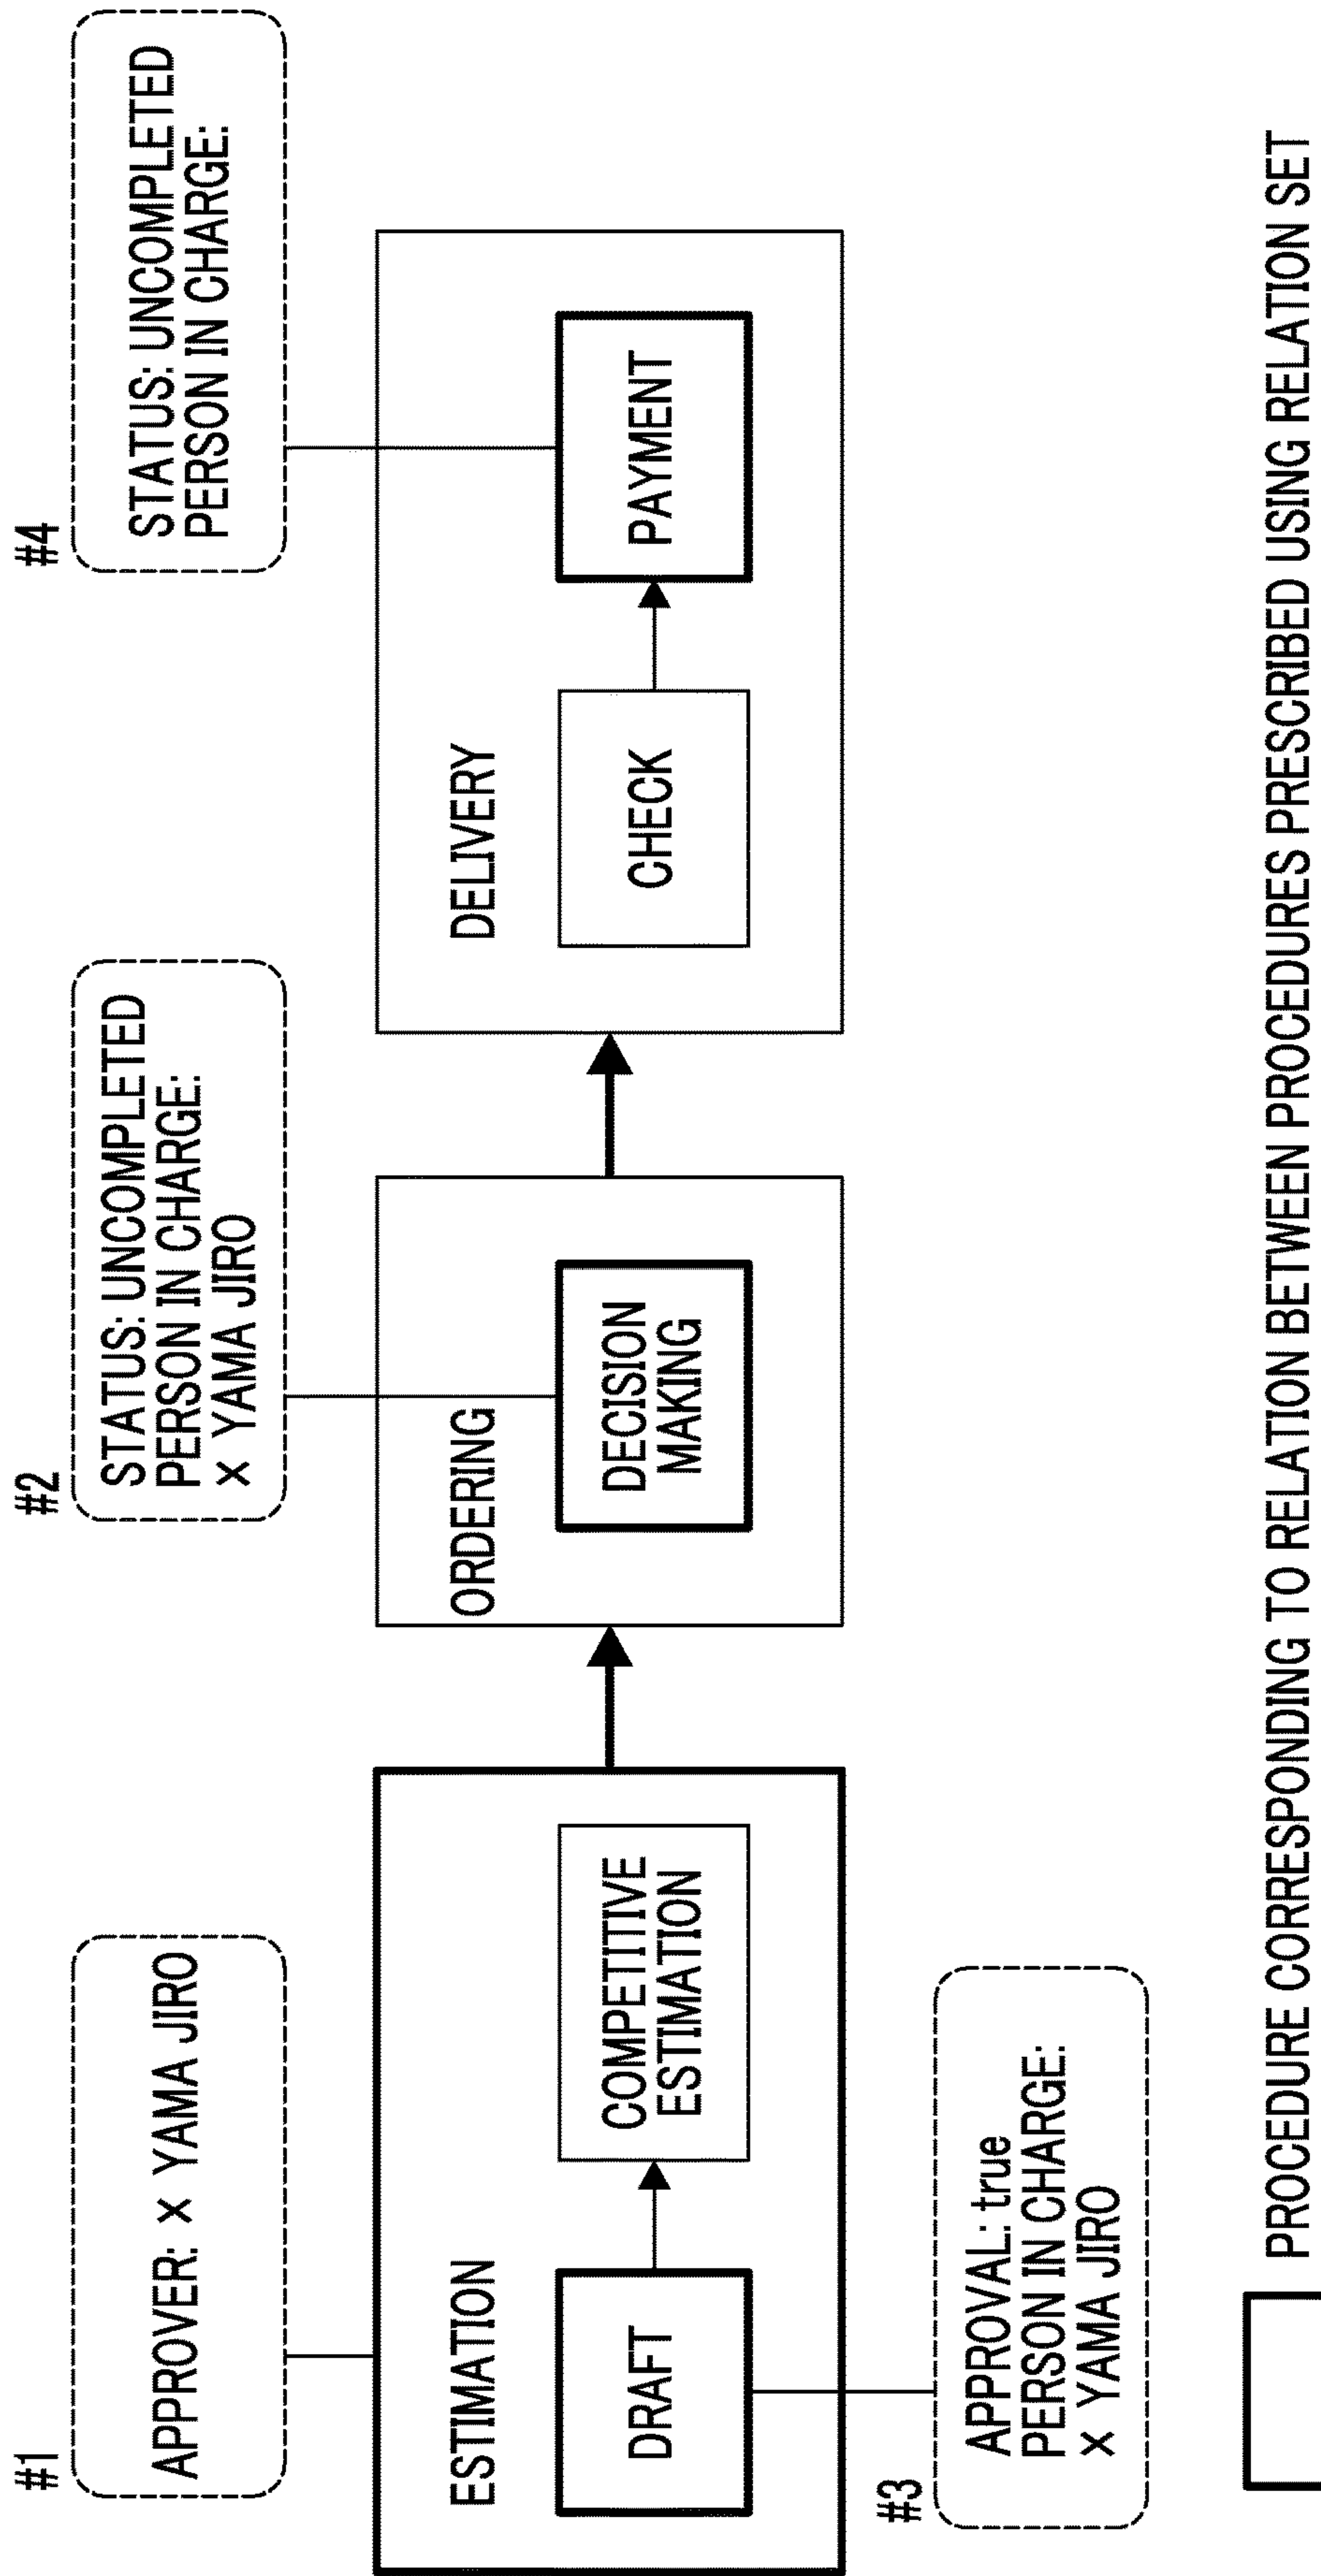 #1
APPROVER: × YAMA JIRO
#2
STATUS: UNCOMPLETED
PERSON IN CHARGE:
× YAMA JIRO
#4
STATUS: UNCOMPLETED
PERSON IN CHARGE:
ESTIMATION
DRAFT
COMPETITIVE
ESTIMATION
ORDERING
DECISION
MAKING
DELIVERY
CHECK
PAYMENT
#3
APPROVAL: true
PERSON IN CHARGE:
× YAMA JIRO
PROCEDURE CORRESPONDING TO RELATION BETWEEN PROCEDURES PRESCRIBED USING RELATION SET